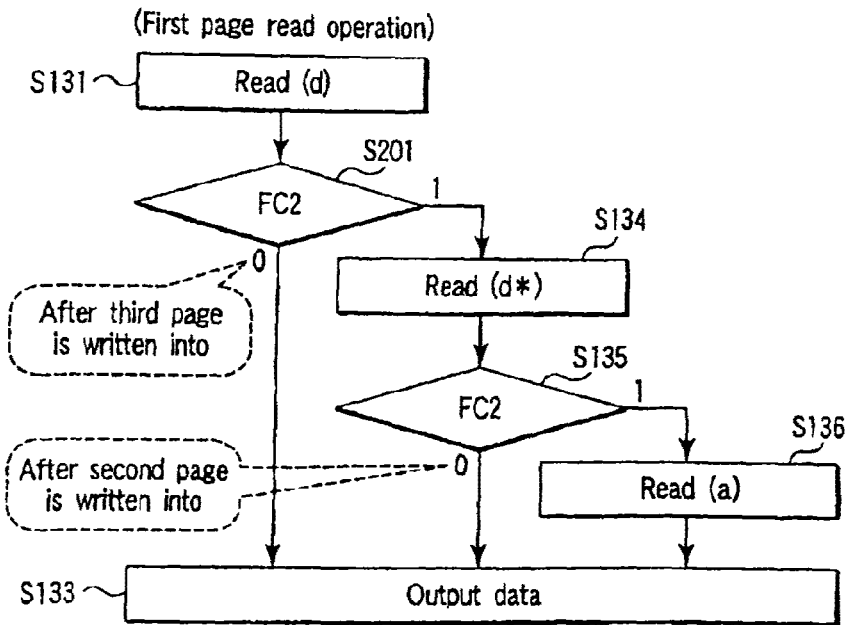 (First page read operation)
S131
Read (d)
S201
FC2
1
0
S134
Read (d*)
After third page
is written into
S135
FC2
1
0
S136
Read (a)
After second page
is written into
S133
Output data